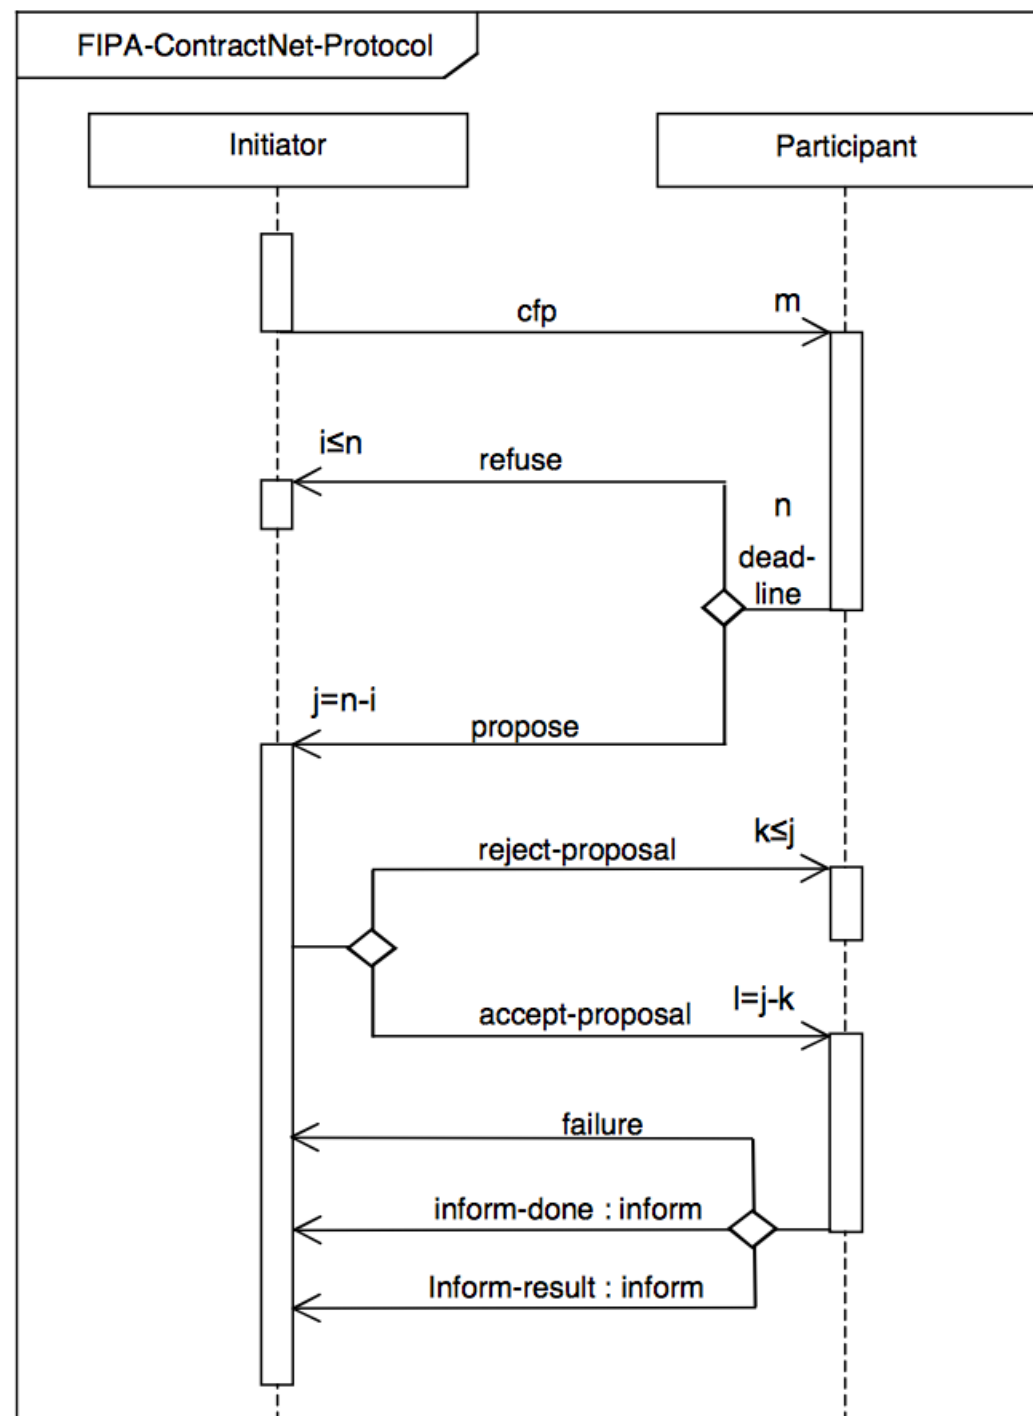 FIPA-ContractNet-Protocol
Initiator
Participant
cfp
m
i≤n
refuse
n
dead-
line
j=n-i
propose
k≤j
reject-proposal
l=j-k
accept-proposal
failure
inform-done : inform
Inform-result : inform